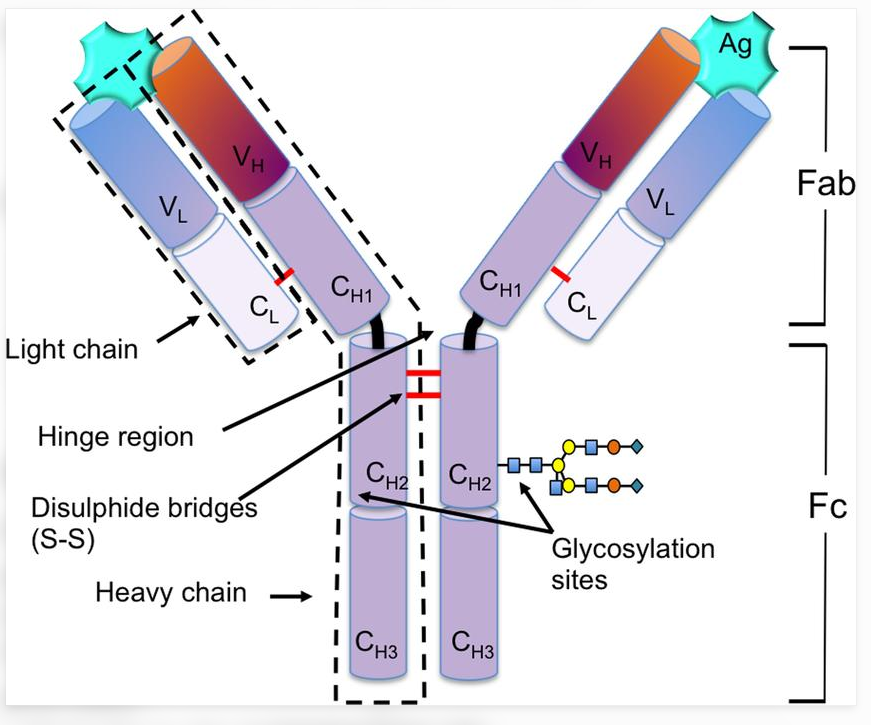 Ag
Fab
VH
VH
VL
VL
CH1
CH1
CL
CL
Light chain
Hinge region
CH2
CH2
Disulphide bridges
(S-S)
Fc
Glycosylation
sites
Heavy chain
CH3
CH3